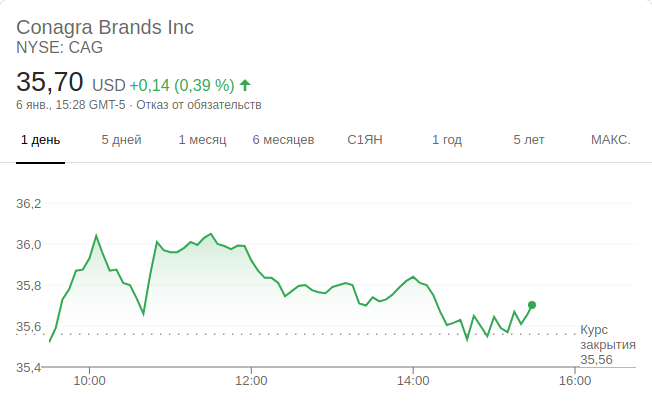 Conagra Brands Inc
NYSE: CAG
35,70 USD +0,14 (0,39 %)
6 янв., 15:28 GMT-5 · Отказ от обязательств
1 день 5 дней 1 месяц 6 месяцев С1ЯН 1 год 5 лет МАКС.
36,2
36,0
35,8
35,6
Курс
закрытия
35,56
35,4
10:00 12:00 14:00 16:00